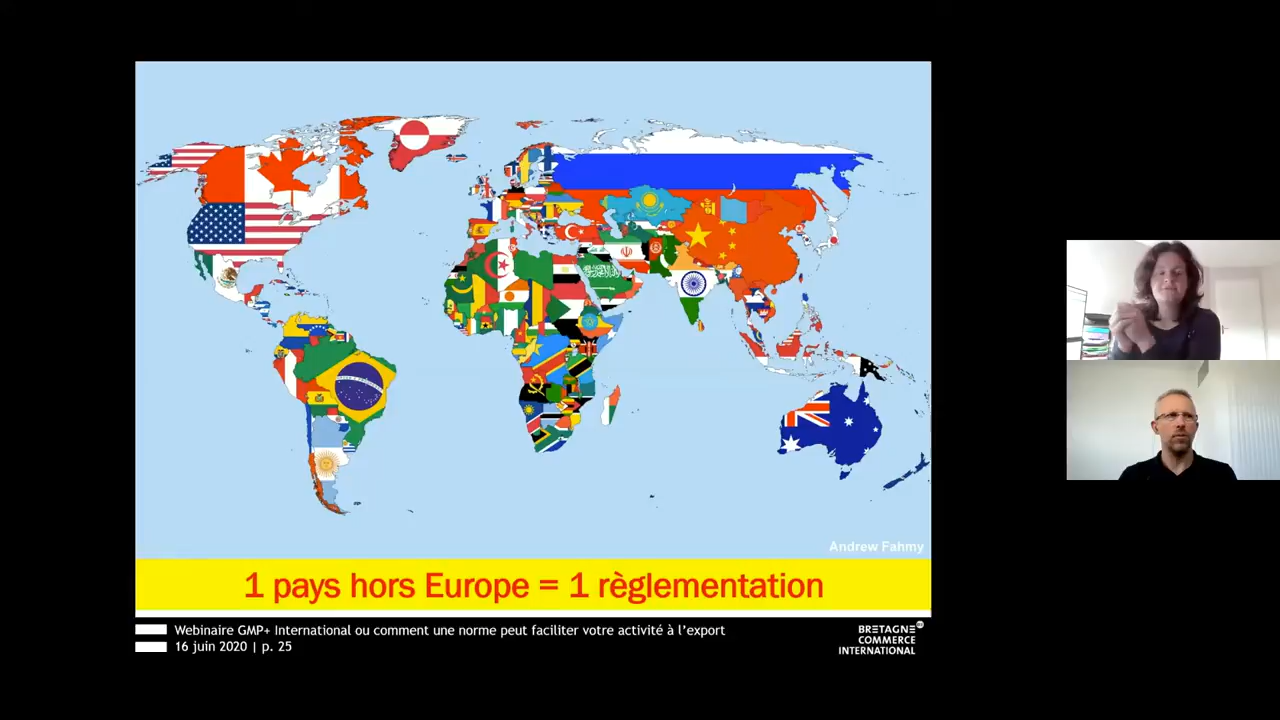 Andrew Fahmy
1 pays hors Europe = 1 règlementation
Webinaire GMP+ International ou comment une norme peut faciliter votre activité à l'export
16 juin 2020 | p. 25
BRETAGNE
COMMERCE
INTERNATIONAL